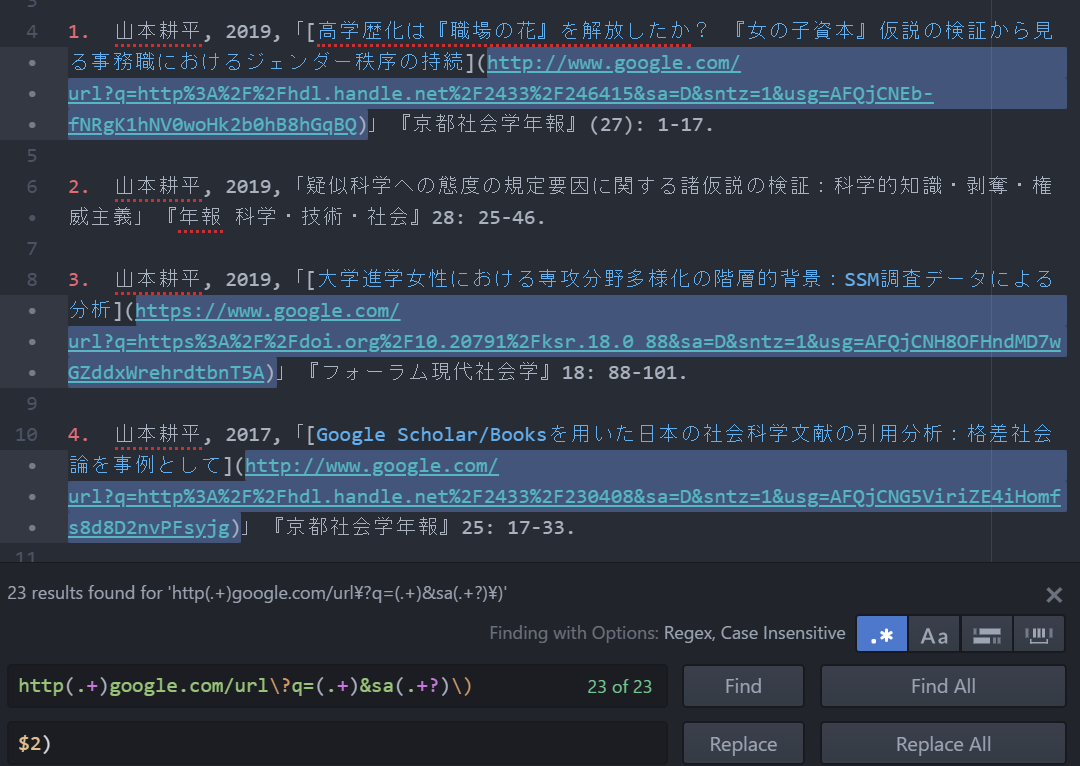 4 1. 山本耕平, 2019,「[高学歴化は『職場の花』を解放したか？ 『女の子資本』仮説の検証から見
• る事務職におけるジェンダー秩序の持続](http://www.google.com/
• url?q=http%3A%2F%2Fhdl.handle.net%2F2433%2F246415&sa=D&sntz=1&usg=AFQjCNEb-
• fNRgK1hNV0woHk2b0hB8hGqBQ)」『京都社会学年報』(27): 1-17.
5
6 2. 山本耕平, 2019,「疑似科学への態度の規定要因に関する諸仮説の検証：科学的知識・剥奪・権
• 威主義」『年報 科学・技術・社会』28: 25-46.
7
8 3. 山本耕平, 2019,「[大学進学女性における専攻分野多様化の階層的背景：SSM調査データによる
• 分析](https://www.google.com/
• url?q=https%3A%2F%2Fdoi.org%2F10.20791%2Fksr.18.0_88&sa=D&sntz=1&usg=AFQjCNH8OFHndMD7w
• GZddxWrehrdtbnT5A)」『フォーラム現代社会学』18: 88-101.
9
10 4. 山本耕平, 2017,「[Google Scholar/Booksを用いた日本の社会科学文献の引用分析：格差社会
• 論を事例として](http://www.google.com/
• url?q=http%3A%2F%2Fhdl.handle.net%2F2433%2F230408&sa=D&sntz=1&usg=AFQjCNG5ViriZE4iHomf
• s8d8D2nvPFsyjg)」『京都社会学年報』25: 17-33.
11
23 results found for 'http(.+)google.com/url¥?q=(.+)&sa(.+?)¥)'
Finding with Options: Regex, Case Insensitive .* Aa
http(.+)google.com/url\?q=(.+)&sa(.+?)\) 23 of 23 Find Find All
$2) Replace Replace All